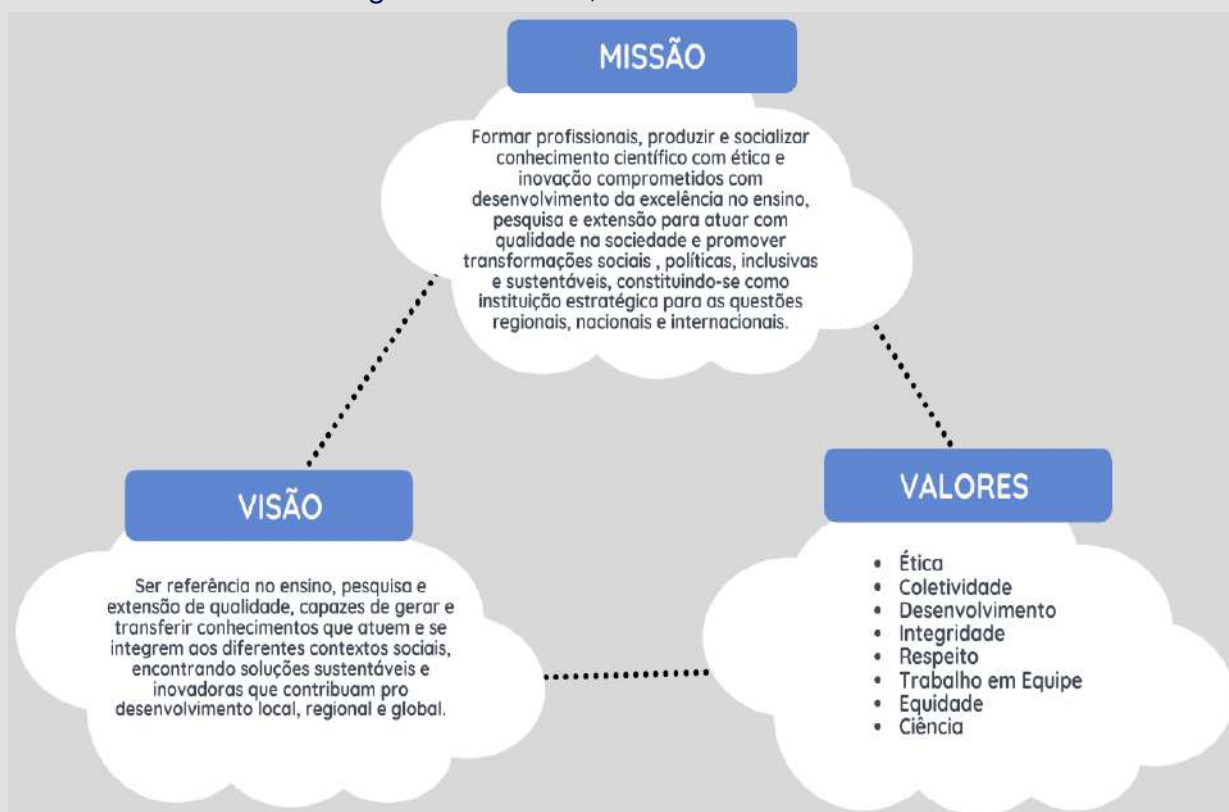 MISSÃO
Formar profissionais, produzir e socializar
conhecimento científico com ética e
inovação comprometidos com
desenvolvimento da excelência no ensino,
pesquisa e extensão para atuar com
qualidade na sociedade e promover
transformações sociais , políticas, inclusivas
e sustentáveis, constituindo-se como
instituição estratégica para as questões
regionais, nacionais e internacionais.
VISÃO
Ser referência no ensino, pesquisa e
extensão de qualidade, capazes de gerar e
transferir conhecimentos que atuem e se
integrem aos diferentes contextos sociais,
encontrando soluções sustentáveis e
inovadoras que contribuam pro
desenvolvimento local, regional e global.
VALORES
• Ética
• Coletividade
• Desenvolvimento
• Integridade
• Respeito
• Trabalho em Equipe
• Equidade
• Ciência